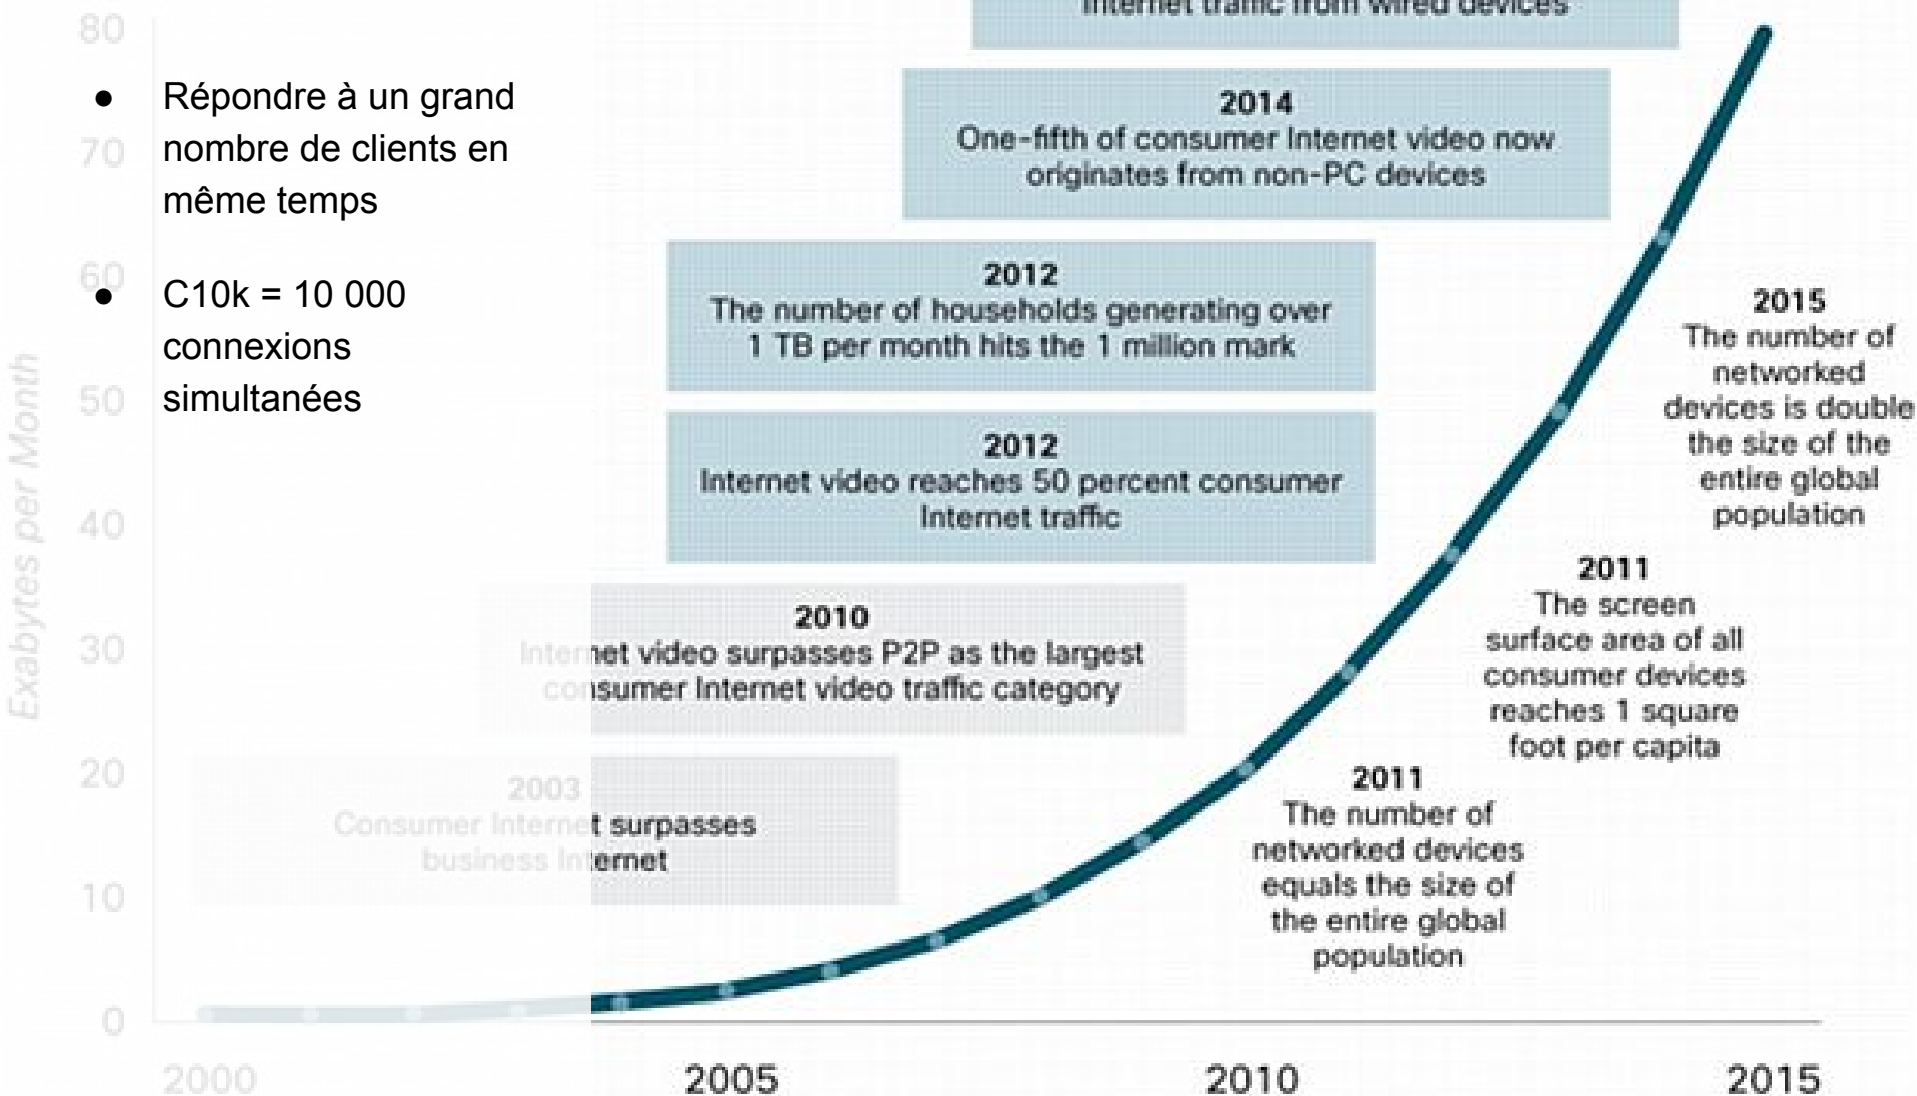 Internet traffic from wired devices
80
70
60
50
40
30
20
10
0
Exabytes per Month
● Répondre à un grand
nombre de clients en
même temps
● C10k = 10 000
connexions
simultanées
2014
One-fifth of consumer Internet video now
originates from non-PC devices
2012
The number of households generating over
1 TB per month hits the 1 million mark
2012
Internet video reaches 50 percent consumer
Internet traffic
2010
Internet video surpasses P2P as the largest
consumer Internet video traffic category
2003
Consumer Internet surpasses
business Internet
2015
The number of
networked
devices is double
the size of the
entire global
population
2011
The screen
surface area of all
consumer devices
reaches 1 square
foot per capita
2011
The number of
networked devices
equals the size of
the entire global
population
2000
2005
2010
2015